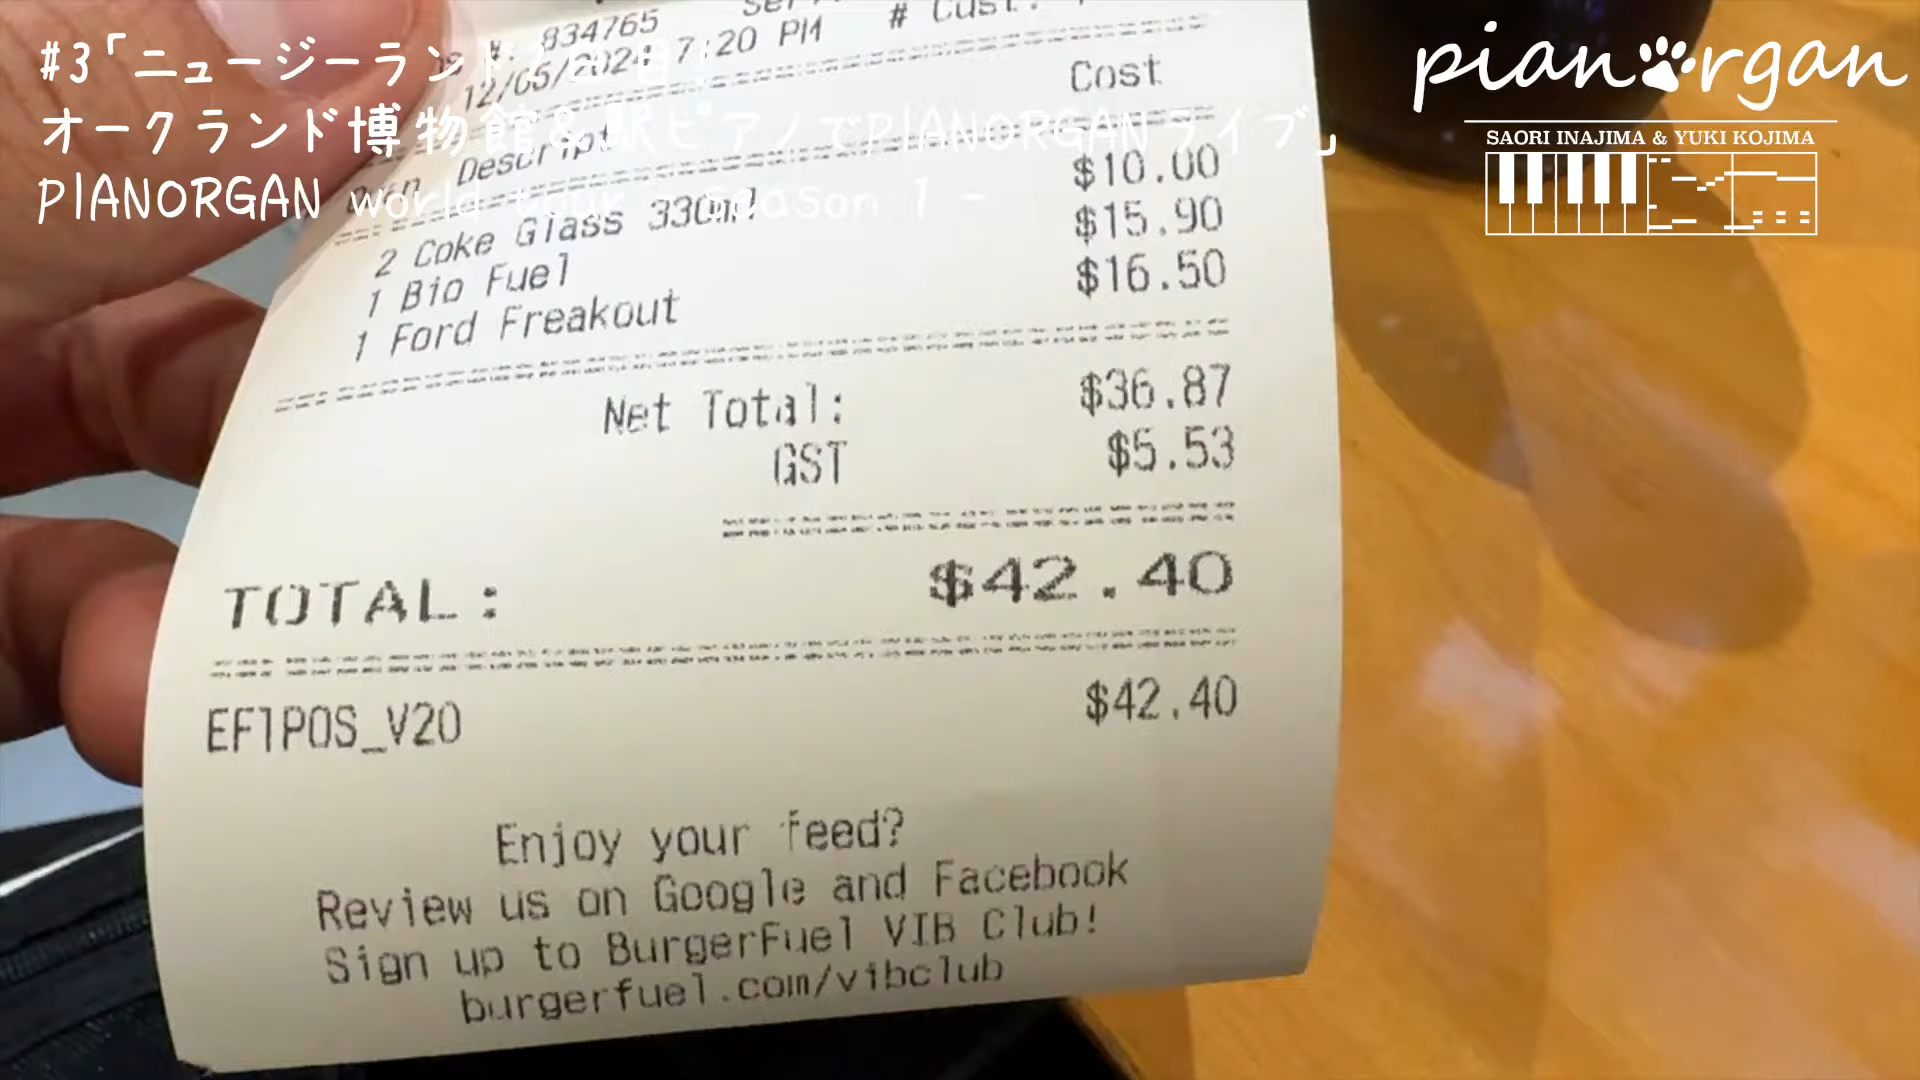 #3「ニュージーランド
オークランド博物館&駅ピアノでPIANORGANライブ」
PIANORGAN world tour - season 1 -
pianorgan
SAORI INAJIMA & YUKI KOJIMA
834765
12/05/2024 7:20 PM # Cust.
Descript Cost
2 Coke Glass 330ml $10.00
1 Bio Fuel $15.90
1 Ford Freakout $16.50
Net Total: $36.87
GST $5.53
TOTAL: $42.40
EFTPOS_V20 $42.40
Enjoy your feed?
Review us on Google and Facebook
Sign up to BurgerFuel VIB Club!
burgerfuel.com/vibclub